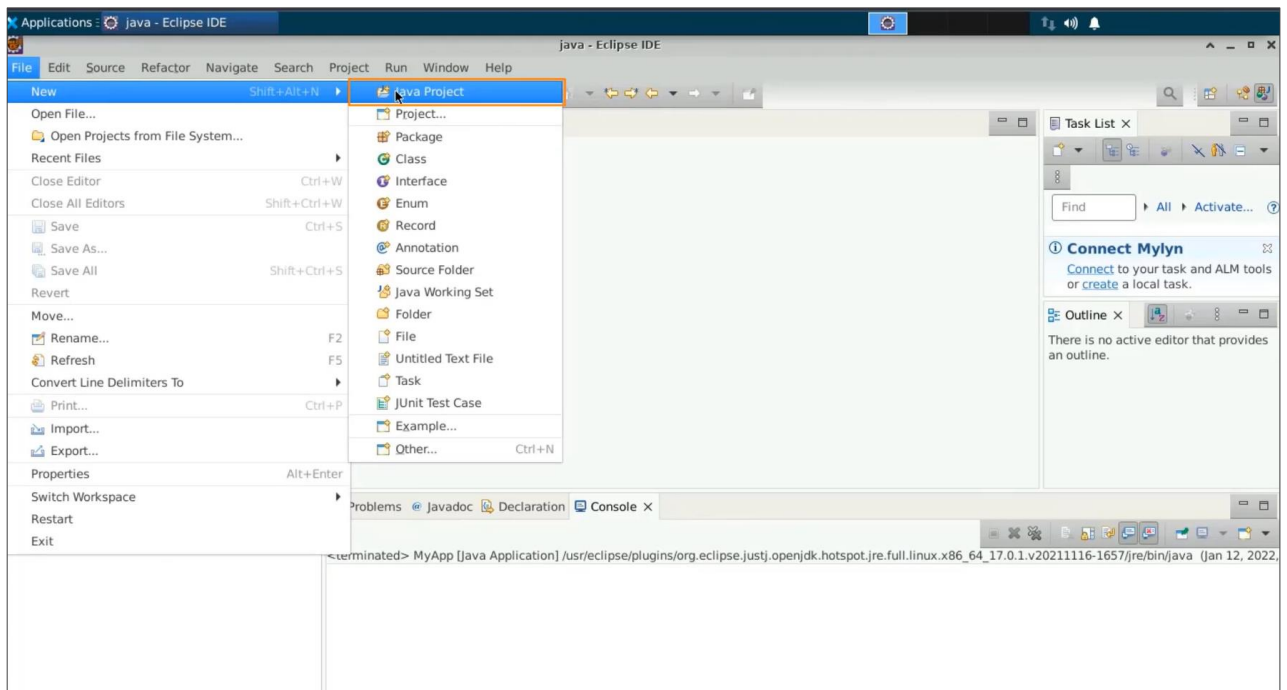 Applications java - Eclipse IDE
java - Eclipse IDE
File Edit Source Refactor Navigate Search Project Run Window Help
New Shift+Alt+N
Open File...
Open Projects from File System...
Recent Files
Close Editor Ctrl+W
Close All Editors Shift+Ctrl+W
Save Ctrl+S
Save As...
Save All Shift+Ctrl+S
Revert
Move...
Rename... F2
Refresh F5
Convert Line Delimiters To
Print... Ctrl+P
Import...
Export...
Properties Alt+Enter
Switch Workspace
Restart
Exit
Java Project
Project...
Package
Class
Interface
Enum
Record
Annotation
Source Folder
Java Working Set
Folder
File
Untitled Text File
Task
JUnit Test Case
Example...
Other... Ctrl+N
Task List
Find All Activate...
Connect Mylyn
Connect to your task and ALM tools
or create a local task.
Outline
There is no active editor that provides
an outline.
Problems Javadoc Declaration Console
<terminated> MyApp [Java Application] /usr/eclipse/plugins/org.eclipse.justj.openjdk.hotspot.jre.full.linux.x86_64_17.0.1.v20211116-1657/jre/bin/java (Jan 12, 2022,